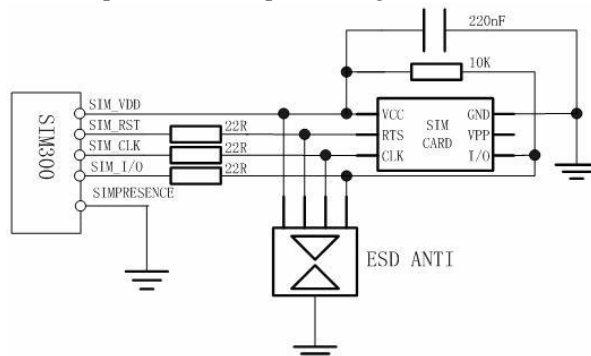 220nF
10K
SIM300
SIM_VDD
SIM_RST
SIM_CLK
SIM_I/O
SIMPRESENCE
22R
22R
22R
VCC
RTS
CLK
SIM
CARD
GND
VPP
I/O
ESD ANTI